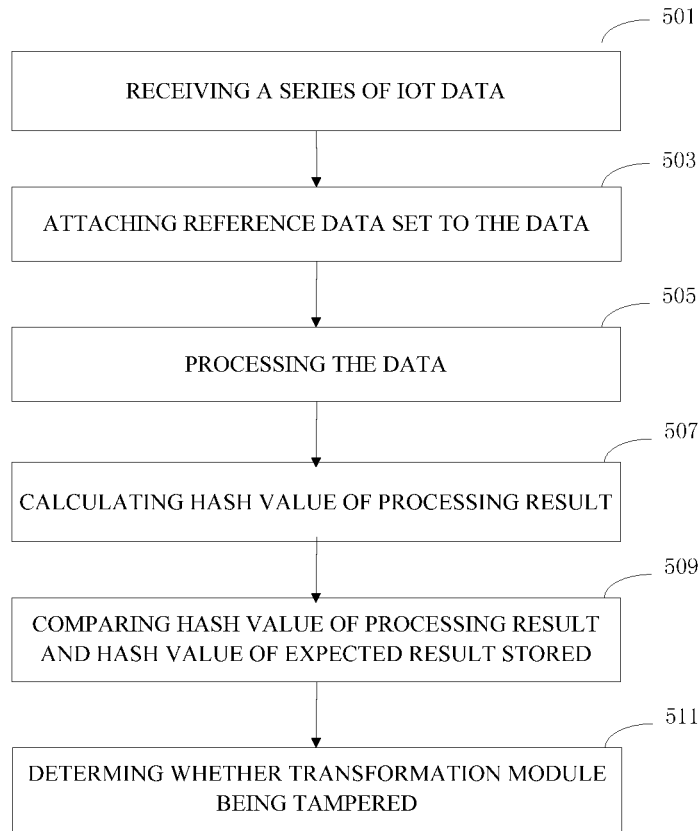 501
RECEIVING A SERIES OF IOT DATA
503
ATTACHING REFERENCE DATA SET TO THE DATA
505
PROCESSING THE DATA
507
CALCULATING HASH VALUE OF PROCESSING RESULT
509
COMPARING HASH VALUE OF PROCESSING RESULT
AND HASH VALUE OF EXPECTED RESULT STORED
511
DETERMING WHETHER TRANSFORMATION MODULE
BEING TAMPERED